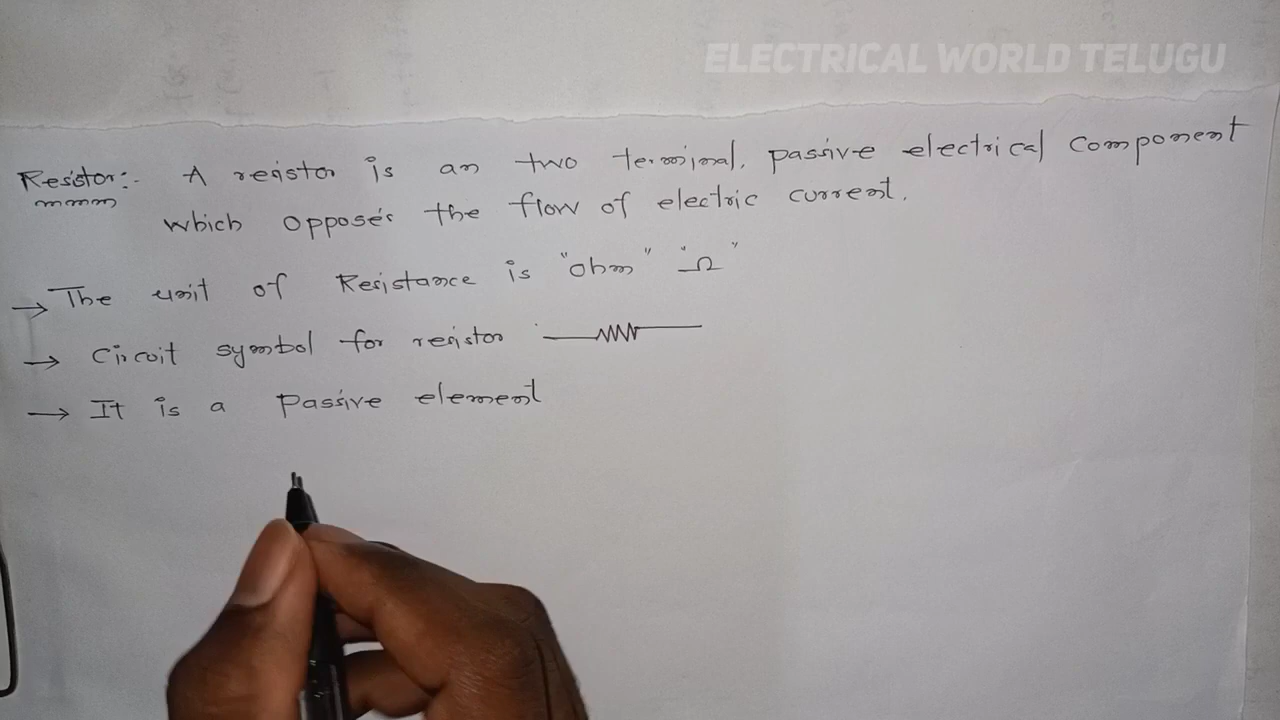 ELECTRICAL WORLD TELUGU
Resistor:- A resistor is an two terminal, passive electrical component
which opposes the flow of electric current.
→ The unit of Resistance is "ohm" "Ω"
→ Circuit symbol for resistor
→ It is a passive element